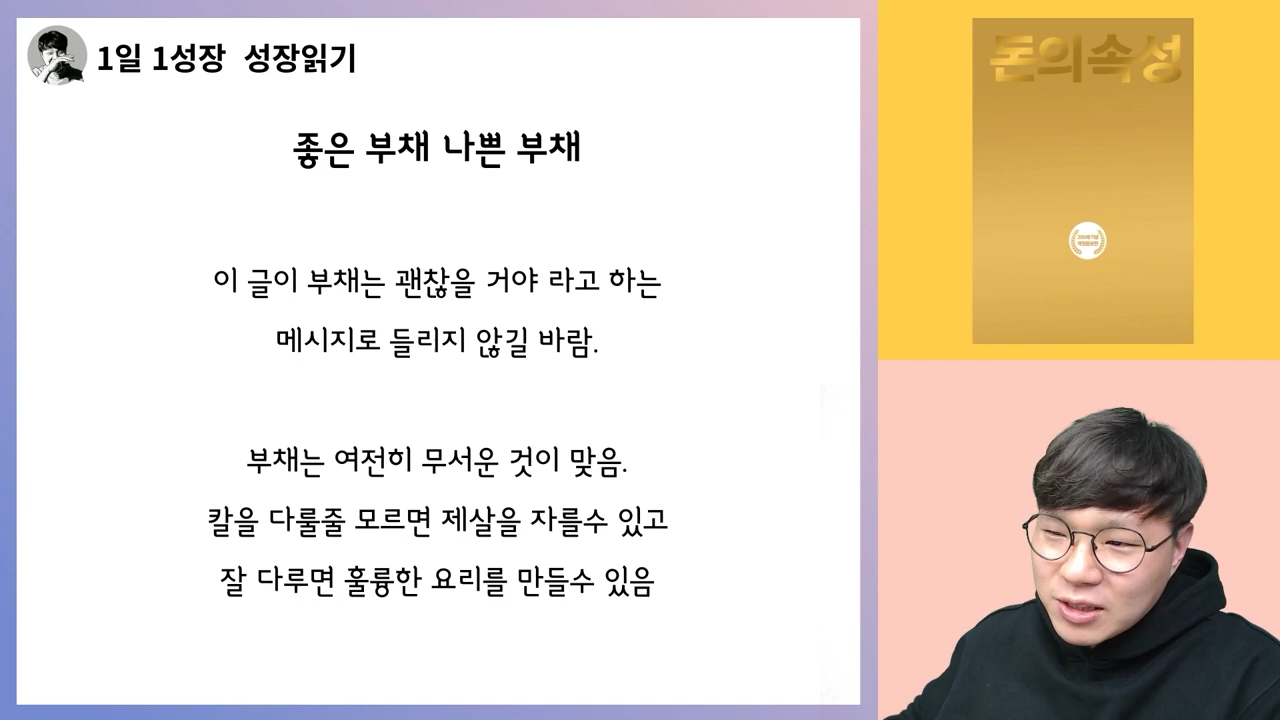 1일 1성장 성장읽기
좋은 부채 나쁜 부채
이 글이 부채는 괜찮을 거야 라고 하는
메시지로 들리지 않길 바람.
부채는 여전히 무서운 것이 맞음.
칼을 다룰줄 모르면 제살을 자를수 있고
잘 다루면 훌륭한 요리를 만들수 있음
돈의 속성